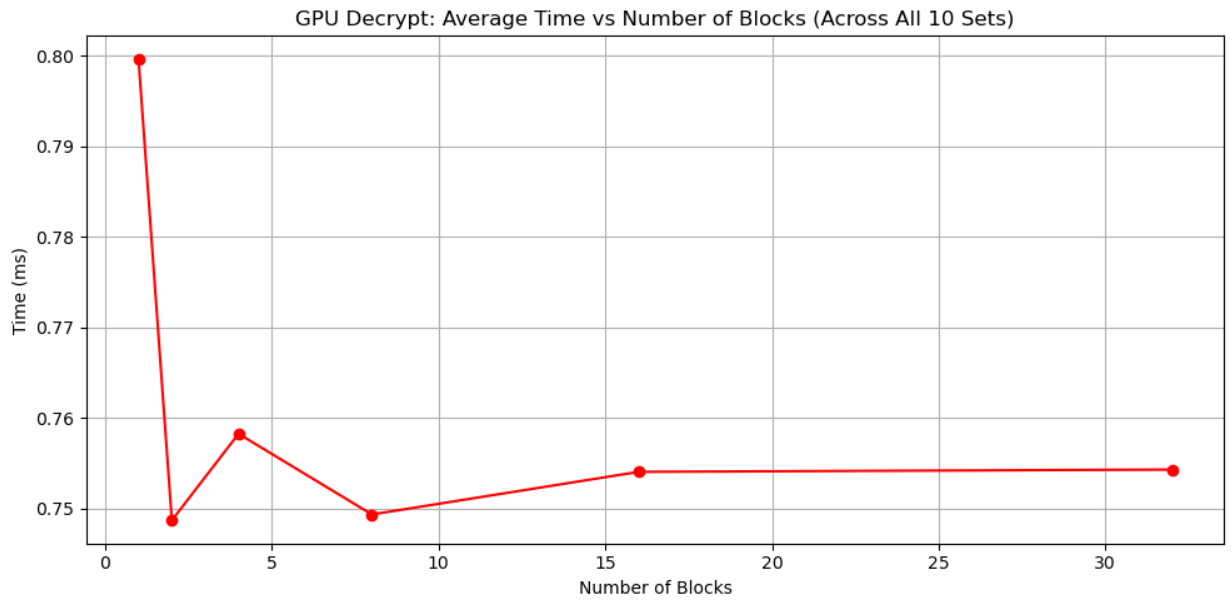 GPU Decrypt: Average Time vs Number of Blocks (Across All 10 Sets)
0.80
0.79
0.78
0.77
0.76
0.75
Time (ms)
0 5 10 15 20 25 30
Number of Blocks